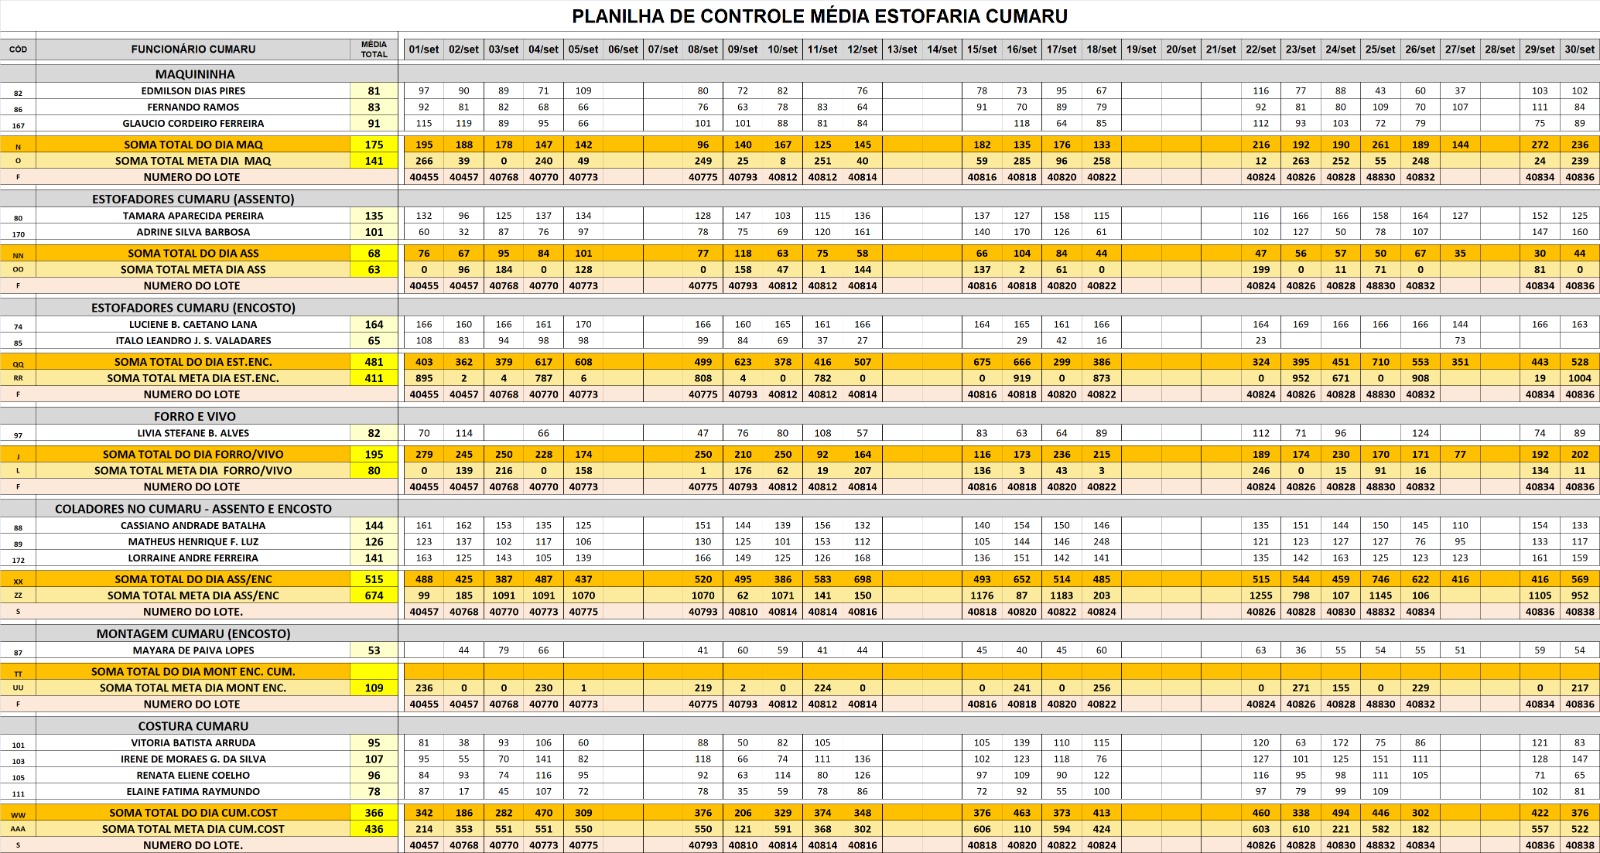 PLANILHA DE CONTROLE MÉDIA ESTOFARIA CUMARU
CÓD FUNCIONÁRIO CUMARU MÉDIA TOTAL 01/set 02/set 03/set 04/set 05/set 06/set 07/set 08/set 09/set 10/set 11/set 12/set 13/set 14/set 15/set 16/set 17/set 18/set 19/set 20/set 21/set 22/set 23/set 24/set 25/set 26/set 27/set 28/set 29/set 30/set
MAQUININHA
82 EDMILSON DIAS PIRES 81 97 90 89 71 109 80 72 82 76 78 73 95 67 116 77 88 43 60 37 103 102
86 FERNANDO RAMOS 83 92 81 82 68 66 76 63 78 83 64 91 70 89 79 92 81 80 109 70 107 111 84
167 GLAUCIO CORDEIRO FERREIRA 91 115 119 89 95 66 101 101 88 81 84 118 64 85 112 93 103 72 79 75 89
N SOMA TOTAL DO DIA MAQ 175 195 188 178 147 142 96 140 167 125 145 182 135 176 133 216 192 190 261 189 144 272 236
O SOMA TOTAL META DIA MAQ 141 266 39 0 240 49 249 25 8 251 40 59 285 96 258 12 263 252 55 248 24 239
F NUMERO DO LOTE 40455 40457 40768 40770 40773 40775 40793 40812 40812 40814 40816 40818 40820 40822 40824 40826 40828 48830 40832 40834 40836
ESTOFADORES CUMARU (ASSENTO)
80 TAMARA APARECIDA PEREIRA 135 132 96 125 137 134 128 147 103 115 136 137 127 158 115 116 166 166 158 164 127 152 125
170 ADRINE SILVA BARBOSA 101 60 32 87 76 97 78 75 69 120 161 140 170 126 61 102 127 50 78 107 147 160
NN SOMA TOTAL DO DIA ASS 68 76 67 95 84 101 77 118 63 75 58 66 104 84 44 47 56 57 50 67 35 30 44
OO SOMA TOTAL META DIA ASS 63 0 96 184 0 128 0 158 47 1 144 137 2 61 0 199 0 11 71 0 81 0
F NUMERO DO LOTE 40455 40457 40768 40770 40773 40775 40793 40812 40812 40814 40816 40818 40820 40822 40824 40826 40828 48830 40832 40834 40836
ESTOFADORES CUMARU (ENCOSTO)
74 LUCIENE B. CAETANO LANA 164 166 160 166 161 170 166 160 165 161 166 164 165 161 166 164 169 166 166 166 144 166 163
85 ITALO LEANDRO J. S. VALADARES 65 108 83 94 98 98 99 84 69 37 27 29 42 16 23 73
QQ SOMA TOTAL DO DIA EST.ENC. 481 403 362 379 617 608 499 623 378 416 507 675 666 299 386 324 395 451 710 553 351 443 528
RR SOMA TOTAL META DIA EST.ENC. 411 895 2 4 787 6 808 4 0 782 0 0 919 0 873 0 952 671 0 908 19 1004
F NUMERO DO LOTE 40455 40457 40768 40770 40773 40775 40793 40812 40812 40814 40816 40818 40820 40822 40824 40826 40828 48830 40832 40834 40836
FORRO E VIVO
97 LIVIA STEFANE B. ALVES 82 70 114 66 47 76 80 108 57 83 63 64 89 112 71 96 124 74 89
J SOMA TOTAL DO DIA FORRO/VIVO 195 279 245 250 228 174 250 210 250 92 164 116 173 236 215 189 174 230 170 171 77 192 202
L SOMA TOTAL META DIA FORRO/VIVO 80 0 139 216 0 158 1 176 62 19 207 136 3 43 3 246 0 15 91 16 134 11
F NUMERO DO LOTE 40455 40457 40768 40770 40773 40775 40793 40812 40812 40814 40816 40818 40820 40822 40824 40826 40828 48830 40832 40834 40836
COLADORES NO CUMARU - ASSENTO E ENCOSTO
88 CASSIANO ANDRADE BATALHA 144 161 162 153 135 125 151 144 139 156 132 140 154 150 146 135 151 144 150 145 110 154 133
89 MATHEUS HENRIQUE F. LUZ 126 123 137 102 117 106 130 125 101 153 112 105 144 146 248 131 145 127 126 76 95 133 117
172 LORRAINE ANDRE FERREIRA 141 163 125 143 105 139 166 149 125 126 168 136 151 142 141 135 142 163 125 123 123 161 159
XX SOMA TOTAL DO DIA ASS/ENC 515 488 425 387 487 437 520 495 386 583 698 493 652 514 485 515 544 459 746 622 416 416 569
ZZ SOMA TOTAL META DIA ASS/ENC 674 99 185 1091 1091 1070 1070 62 1071 141 150 1176 87 1183 203 1255 798 107 1145 106 1105 952
S NUMERO DO LOTE. 40457 40768 40770 40773 40775 40793 40810 40814 40814 40816 40818 40820 40822 40824 40826 40828 40830 48832 40834 40836 40838
MONTAGEM CUMARU (ENCOSTO)
87 MAYARA DE PAIVA LOPES 53 44 79 66 41 60 59 41 44 45 40 45 60 63 36 55 54 55 51 59 54
TT SOMA TOTAL DO DIA MONT ENC. CUM.
UU SOMA TOTAL META DIA MONT ENC. 109 236 0 0 230 1 219 2 0 224 0 0 241 0 256 0 271 155 0 229 0 217
F NUMERO DO LOTE 40455 40457 40768 40770 40773 40775 40793 40812 40812 40814 40816 40818 40820 40822 40824 40826 40828 48830 40832 40834 40836
COSTURA CUMARU
101 VITORIA BATISTA ARRUDA 95 81 38 93 106 60 88 50 82 105 105 139 110 115 120 63 172 75 86 121 83
103 IRENE DE MORAES G. DA SILVA 107 95 55 70 141 82 118 66 74 111 136 102 123 118 76 127 101 125 151 111 128 147
105 RENATA ELIENE COELHO 96 84 93 74 116 95 92 63 114 80 126 97 109 90 122 116 95 98 111 105 71 65
111 ELAINE FATIMA RAYMUNDO 78 87 17 45 107 72 78 35 59 78 86 72 92 55 100 97 79 99 109 102 81
WW SOMA TOTAL DO DIA CUM.COST 366 342 186 282 470 309 376 206 329 374 348 376 463 373 413 460 338 494 446 302 422 376
AAA SOMA TOTAL META DIA CUM.COST 436 214 353 551 551 550 550 121 591 368 302 606 110 594 424 603 610 221 582 182 557 522
S NUMERO DO LOTE. 40457 40768 40770 40773 40775 40793 40810 40814 40814 40816 40818 40820 40822 40824 40826 40828 40830 48832 40834 40836 40838